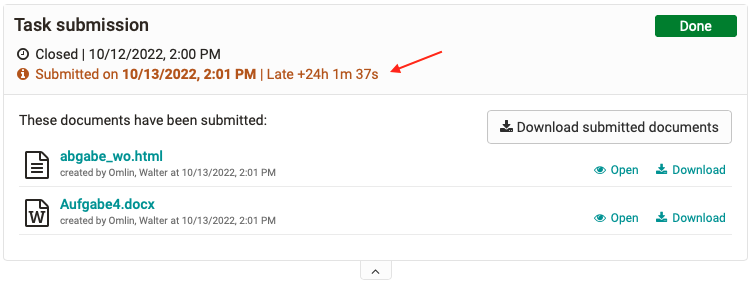 Task submission
Done
Closed | 10/12/2022, 2:00 PM
Submitted on 10/13/2022, 2:01 PM | Late +24h 1m 37s
These documents have been submitted:
Download submitted documents
abgabe_wo.html
created by Omlin, Walter at 10/13/2022, 2:01 PM
Open Download
Aufgabe4.docx
created by Omlin, Walter at 10/13/2022, 2:01 PM
Open Download